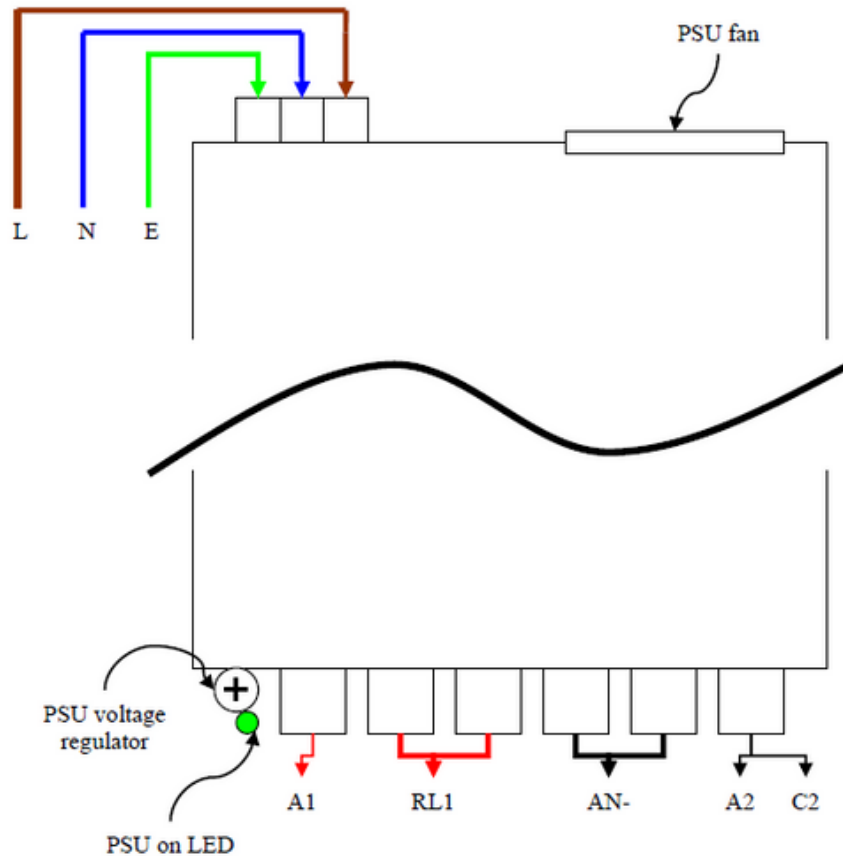 PSU fan
L
N
E
PSU voltage
regulator
A1
RL1
AN-
A2
C2
PSU on LED